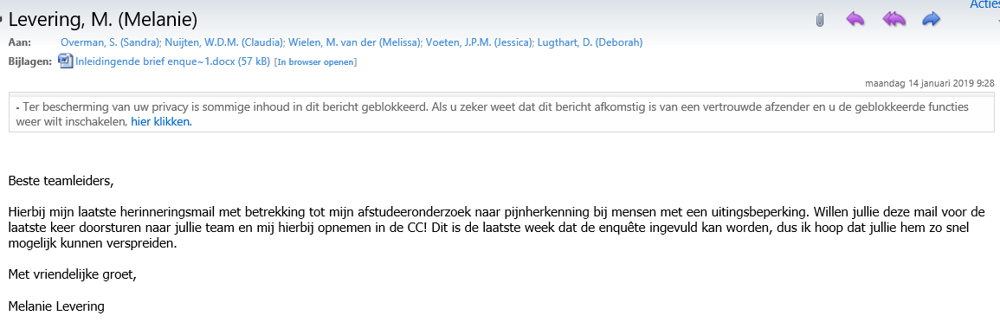 Acties
Levering, M. (Melanie)
Aan: Overman, S. (Sandra); Nuijten, W.D.M. (Claudia); Wielen, M. van der (Melissa); Voeten, J.P.M. (Jessica); Lugthart, D. (Deborah)
Bijlagen: Inleidingende brief enque~1.docx (57 kB) [In browser openen]
maandag 14 januari 2019 9:28
- Ter bescherming van uw privacy is sommige inhoud in dit bericht geblokkeerd. Als u zeker weet dat dit bericht afkomstig is van een vertrouwde afzender en u de geblokkeerde functies
weer wilt inschakelen, hier klikken.
Beste teamleiders,
Hierbij mijn laatste herinneringsmail met betrekking tot mijn afstudeeronderzoek naar pijnherkenning bij mensen met een uitingsbeperking. Willen jullie deze mail voor de
laatste keer doorsturen naar jullie team en mij hierbij opnemen in de CC! Dit is de laatste week dat de enquête ingevuld kan worden, dus ik hoop dat jullie hem zo snel
mogelijk kunnen verspreiden.
Met vriendelijke groet,
Melanie Levering